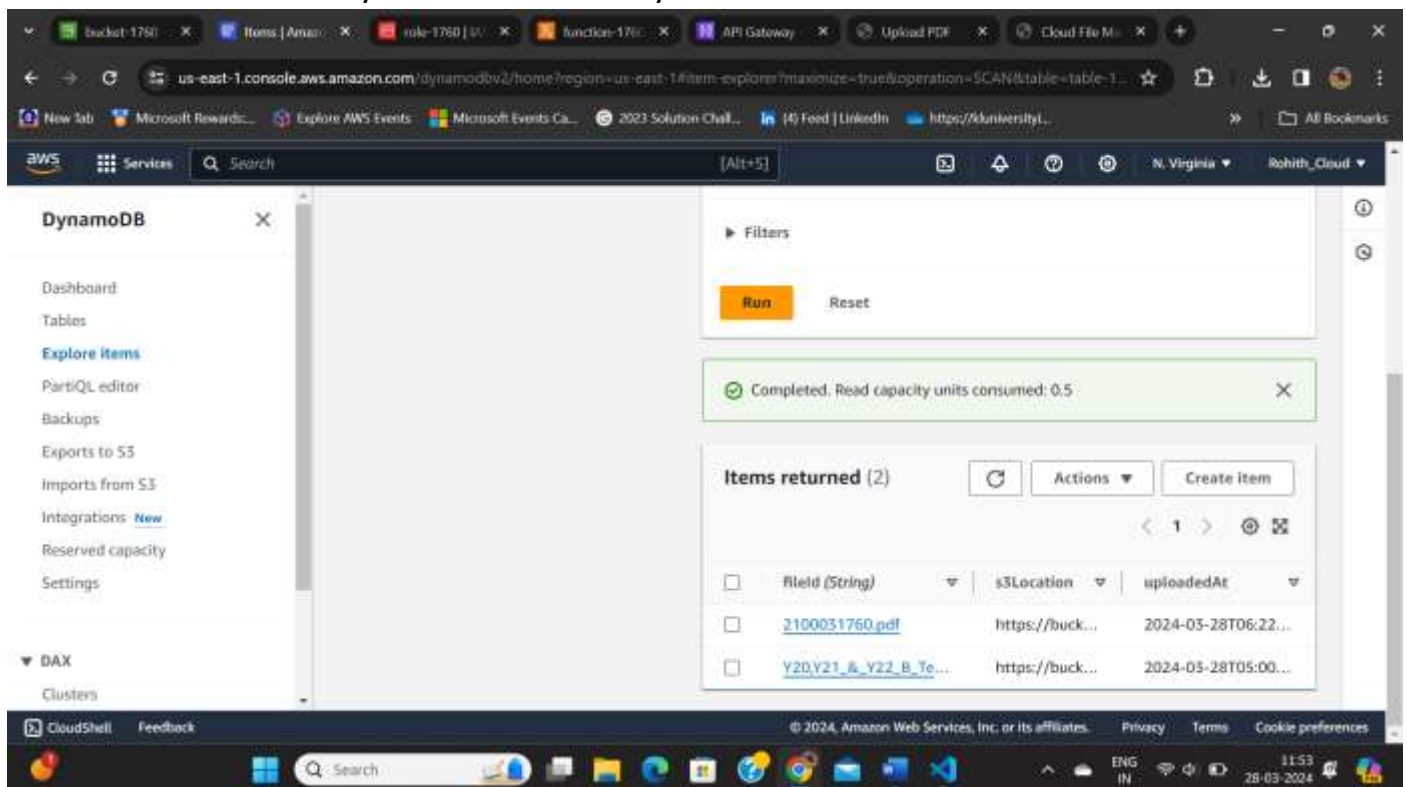 bucket-1760
Items | Amaz
role-1760 | I
function-176
API Gateway
Upload PDF
Cloud File M
us-east-1.console.aws.amazon.com/dynamodbv2/home?region=us-east-1#item-explorer?maximize=true&operation=SCAN&table=table-1...
New Tab
Microsoft Rewards:...
Explore AWS Events
Microsoft Events Ca...
2023 Solution Chall...
(4) Feed | LinkedIn
https://kluniversityi...
»
All Bookmarks
aws
Services
Search
[Alt+S]
N. Virginia
Rohith_Cloud
DynamoDB
Dashboard
Tables
Explore items
PartiQL editor
Backups
Exports to S3
Imports from S3
Integrations New
Reserved capacity
Settings
DAX
Clusters
Filters
Run
Reset
Completed. Read capacity units consumed: 0.5
Items returned (2)
Actions
Create item
1
fileId (String)
s3Location
uploadedAt
2100031760.pdf
https://buck...
2024-03-28T06:22...
Y20,Y21_&_Y22_B_Te...
https://buck...
2024-03-28T05:00...
CloudShell
Feedback
© 2024, Amazon Web Services, Inc. or its affiliates.
Privacy
Terms
Cookie preferences
Search
ENG
IN
11:53
28-03-2024